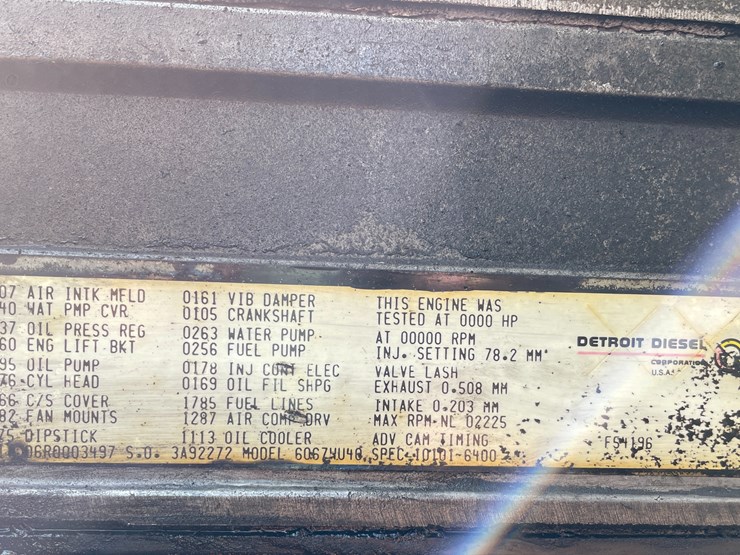 07 AIR INTK MFLD 0161 VIB DAMPER THIS ENGINE WAS
40 WAT PMP CVR 0105 CRANKSHAFT TESTED AT 0000 HP
37 OIL PRESS REG 0263 WATER PUMP AT 00000 RPM
60 ENG LIFT BKT 0256 FUEL PUMP INJ. SETTING 78.2 MM
95 OIL PUMP 0178 INJ CONT ELEC VALVE LASH
76 CYL HEAD 0169 OIL FIL SHPG EXHAUST 0.508 MM
66 C/S COVER 1785 FUEL LINES INTAKE 0.203 MM
82 FAN MOUNTS 1287 AIR COMP DRV MAX RPM-NL 02225
75 DIPSTICK 1113 OIL COOLER ADV CAM TIMING
06R0003497 S.O. 3A92272 MODEL SPEC-10101-6400
DETROIT DIESEL
CORPORATION
U.S.A.
F54196